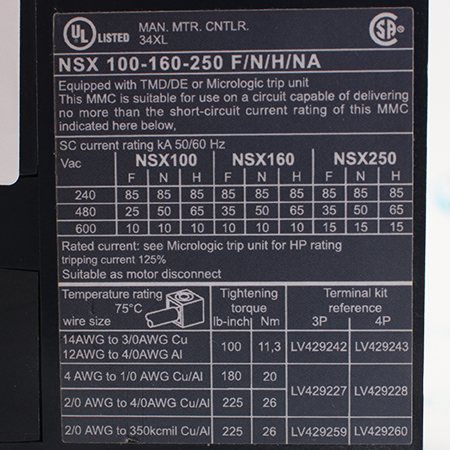 UL LISTED MAN. MTR. CNTLR.
34XL
SA
NSX 100-160-250 F/N/H/NA
Equipped with TMD/DE or Micrologic trip unit
This MMC is suitable for use on a circuit capable of delivering
no more than the short-circuit current rating of this MMC
indicated here below,
SC current rating kA 50/60 Hz
Vac NSX100 NSX160 NSX250
F N H F N H F N H
240 85 85 85 85 85 85 85 85 85
480 25 50 65 35 50 65 35 50 65
600 10 10 10 10 10 10 15 15 15
Rated current: see Micrologic trip unit for HP rating
tripping current 125%
Suitable as motor disconnect
Temperature rating 75°C
wire size
Tightening torque
lb-inch Nm
Terminal kit reference
3P 4P
14AWG to 3/0AWG Cu
12AWG to 4/0AWG Al
100 11,3 LV429242 LV429243
4 AWG to 1/0 AWG Cu/Al 180 20
LV429227 LV429228
2/0 AWG to 4/0AWG Cu/Al 225 26
2/0 AWG to 350kcmil Cu/Al 225 26 LV429259 LV429260